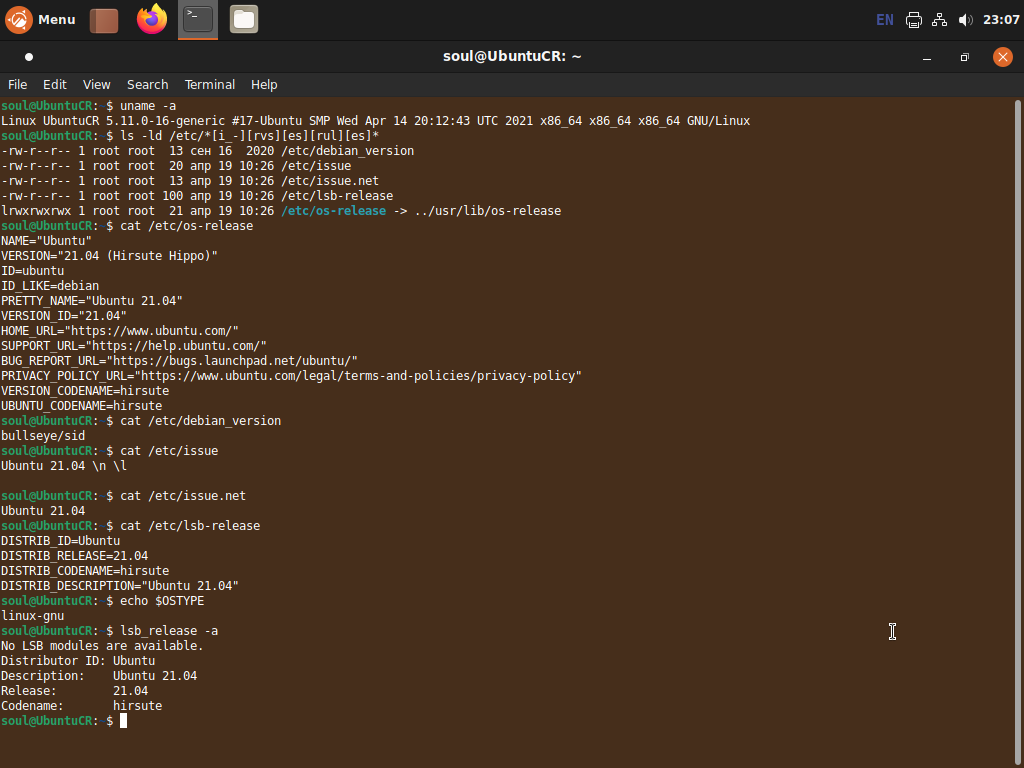 Menu
EN
23:07
soul@UbuntuCR: ~
File Edit View Search Terminal Help
soul@UbuntuCR:~$ uname -a
Linux UbuntuCR 5.11.0-16-generic #17-Ubuntu SMP Wed Apr 14 20:12:43 UTC 2021 x86_64 x86_64 x86_64 GNU/Linux
soul@UbuntuCR:~$ ls -ld /etc/*[i_-][rvs][es][rul][es]*
-rw-r--r-- 1 root root  13 сен 16  2020 /etc/debian_version
-rw-r--r-- 1 root root  20 апр 19 10:26 /etc/issue
-rw-r--r-- 1 root root  13 апр 19 10:26 /etc/issue.net
-rw-r--r-- 1 root root 100 апр 19 10:26 /etc/lsb-release
lrwxrwxrwx 1 root root  21 апр 19 10:26 /etc/os-release -> ../usr/lib/os-release
soul@UbuntuCR:~$ cat /etc/os-release
NAME="Ubuntu"
VERSION="21.04 (Hirsute Hippo)"
ID=ubuntu
ID_LIKE=debian
PRETTY_NAME="Ubuntu 21.04"
VERSION_ID="21.04"
HOME_URL="https://www.ubuntu.com/"
SUPPORT_URL="https://help.ubuntu.com/"
BUG_REPORT_URL="https://bugs.launchpad.net/ubuntu/"
PRIVACY_POLICY_URL="https://www.ubuntu.com/legal/terms-and-policies/privacy-policy"
VERSION_CODENAME=hirsute
UBUNTU_CODENAME=hirsute
soul@UbuntuCR:~$ cat /etc/debian_version
bullseye/sid
soul@UbuntuCR:~$ cat /etc/issue
Ubuntu 21.04 \n \l
soul@UbuntuCR:~$ cat /etc/issue.net
Ubuntu 21.04
soul@UbuntuCR:~$ cat /etc/lsb-release
DISTRIB_ID=Ubuntu
DISTRIB_RELEASE=21.04
DISTRIB_CODENAME=hirsute
DISTRIB_DESCRIPTION="Ubuntu 21.04"
soul@UbuntuCR:~$ echo $OSTYPE
linux-gnu
soul@UbuntuCR:~$ lsb_release -a
No LSB modules are available.
Distributor ID: Ubuntu
Description:    Ubuntu 21.04
Release:        21.04
Codename:       hirsute
soul@UbuntuCR:~$